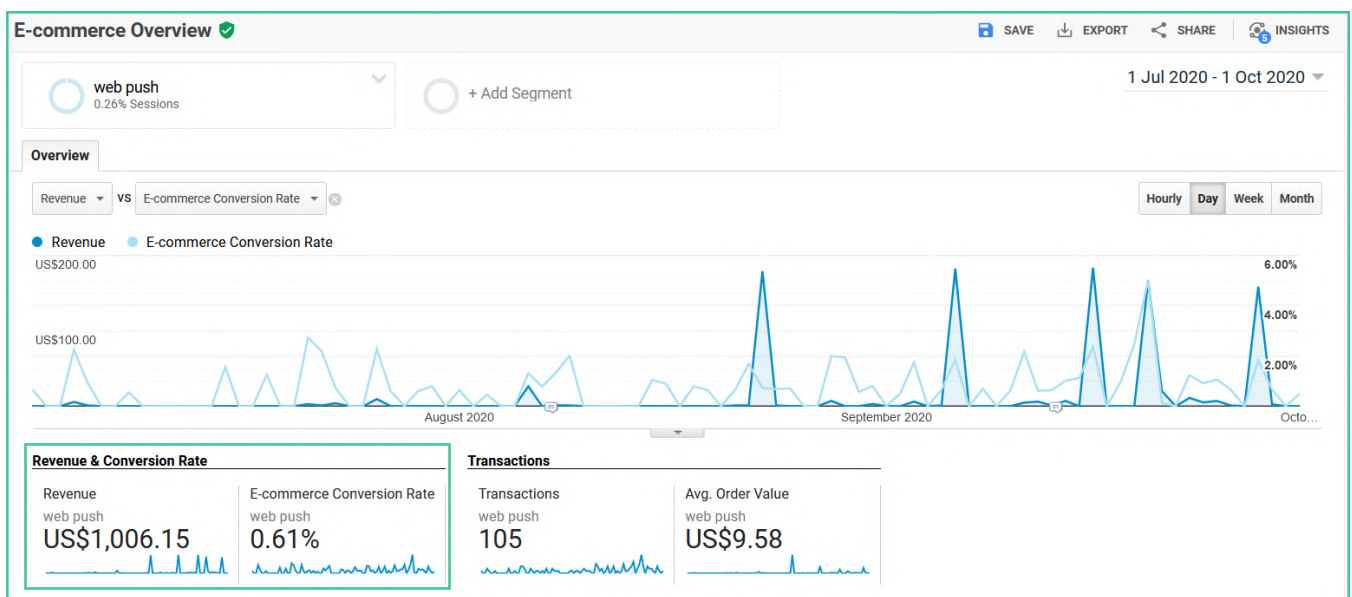 E-commerce Overview
SAVE EXPORT SHARE 5 INSIGHTS
web push
0.26% Sessions
+ Add Segment
1 Jul 2020 - 1 Oct 2020
Overview
Revenue VS E-commerce Conversion Rate
Hourly Day Week Month
Revenue E-commerce Conversion Rate
US$200.00 6.00%
4.00%
US$100.00
2.00%
August 2020 September 2020 Octo...
Revenue & Conversion Rate
Revenue
web push
US$1,006.15
E-commerce Conversion Rate
web push
0.61%
Transactions
Transactions
web push
105
Avg. Order Value
web push
US$9.58